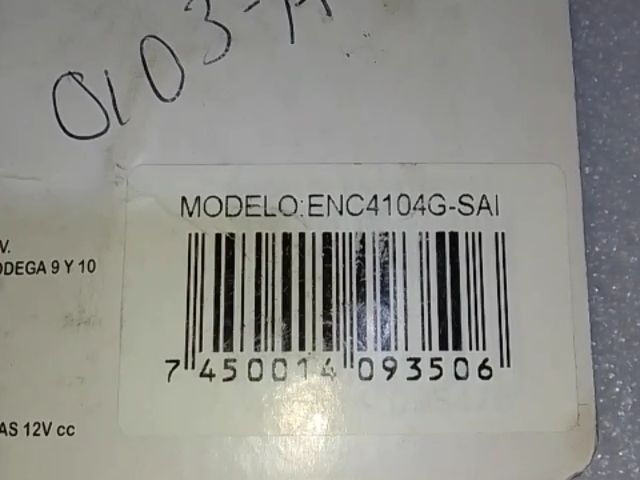 0103-A
MODELO:ENC4104G-SAI
V.
ODEGA 9 Y 10
7 450014 093506
AS 12V cc